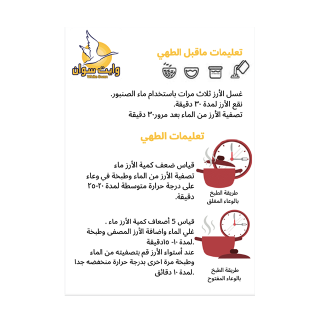 وايت سوان
White Swan
تعليمات ماقبل الطهي
غسل الأرز ثلاث مرات باستخدام ماء الصنبور.
نقع الأرز لمدة ٣٠ دقيقة.
تصفية الأرز من الماء بعد مرور٣٠ دقيقة
تعليمات الطهي
قياس ضعف كمية الأرز ماء
تصفية الأرز من الماء وطبخة في وعاء
على درجة حرارة متوسطة لمدة ٢٠-٢٥
دقيقة.
طريقة الطبخ
بالوعاء المغلق
قياس 5 أضعاف كمية الأرز ماء .
غلي الماء واضافة الأرز المصفى وطبخة
لمدة ١٠- ١٥دقيقة.
عند أستواء الأرز قم بتصفيته من الماء
وطبخة مرة اخرى بدرجة حرارة منخفضه جدا
لمدة ١٠ دقائق.
طريقة الطبخ
بالوعاء المفتوح